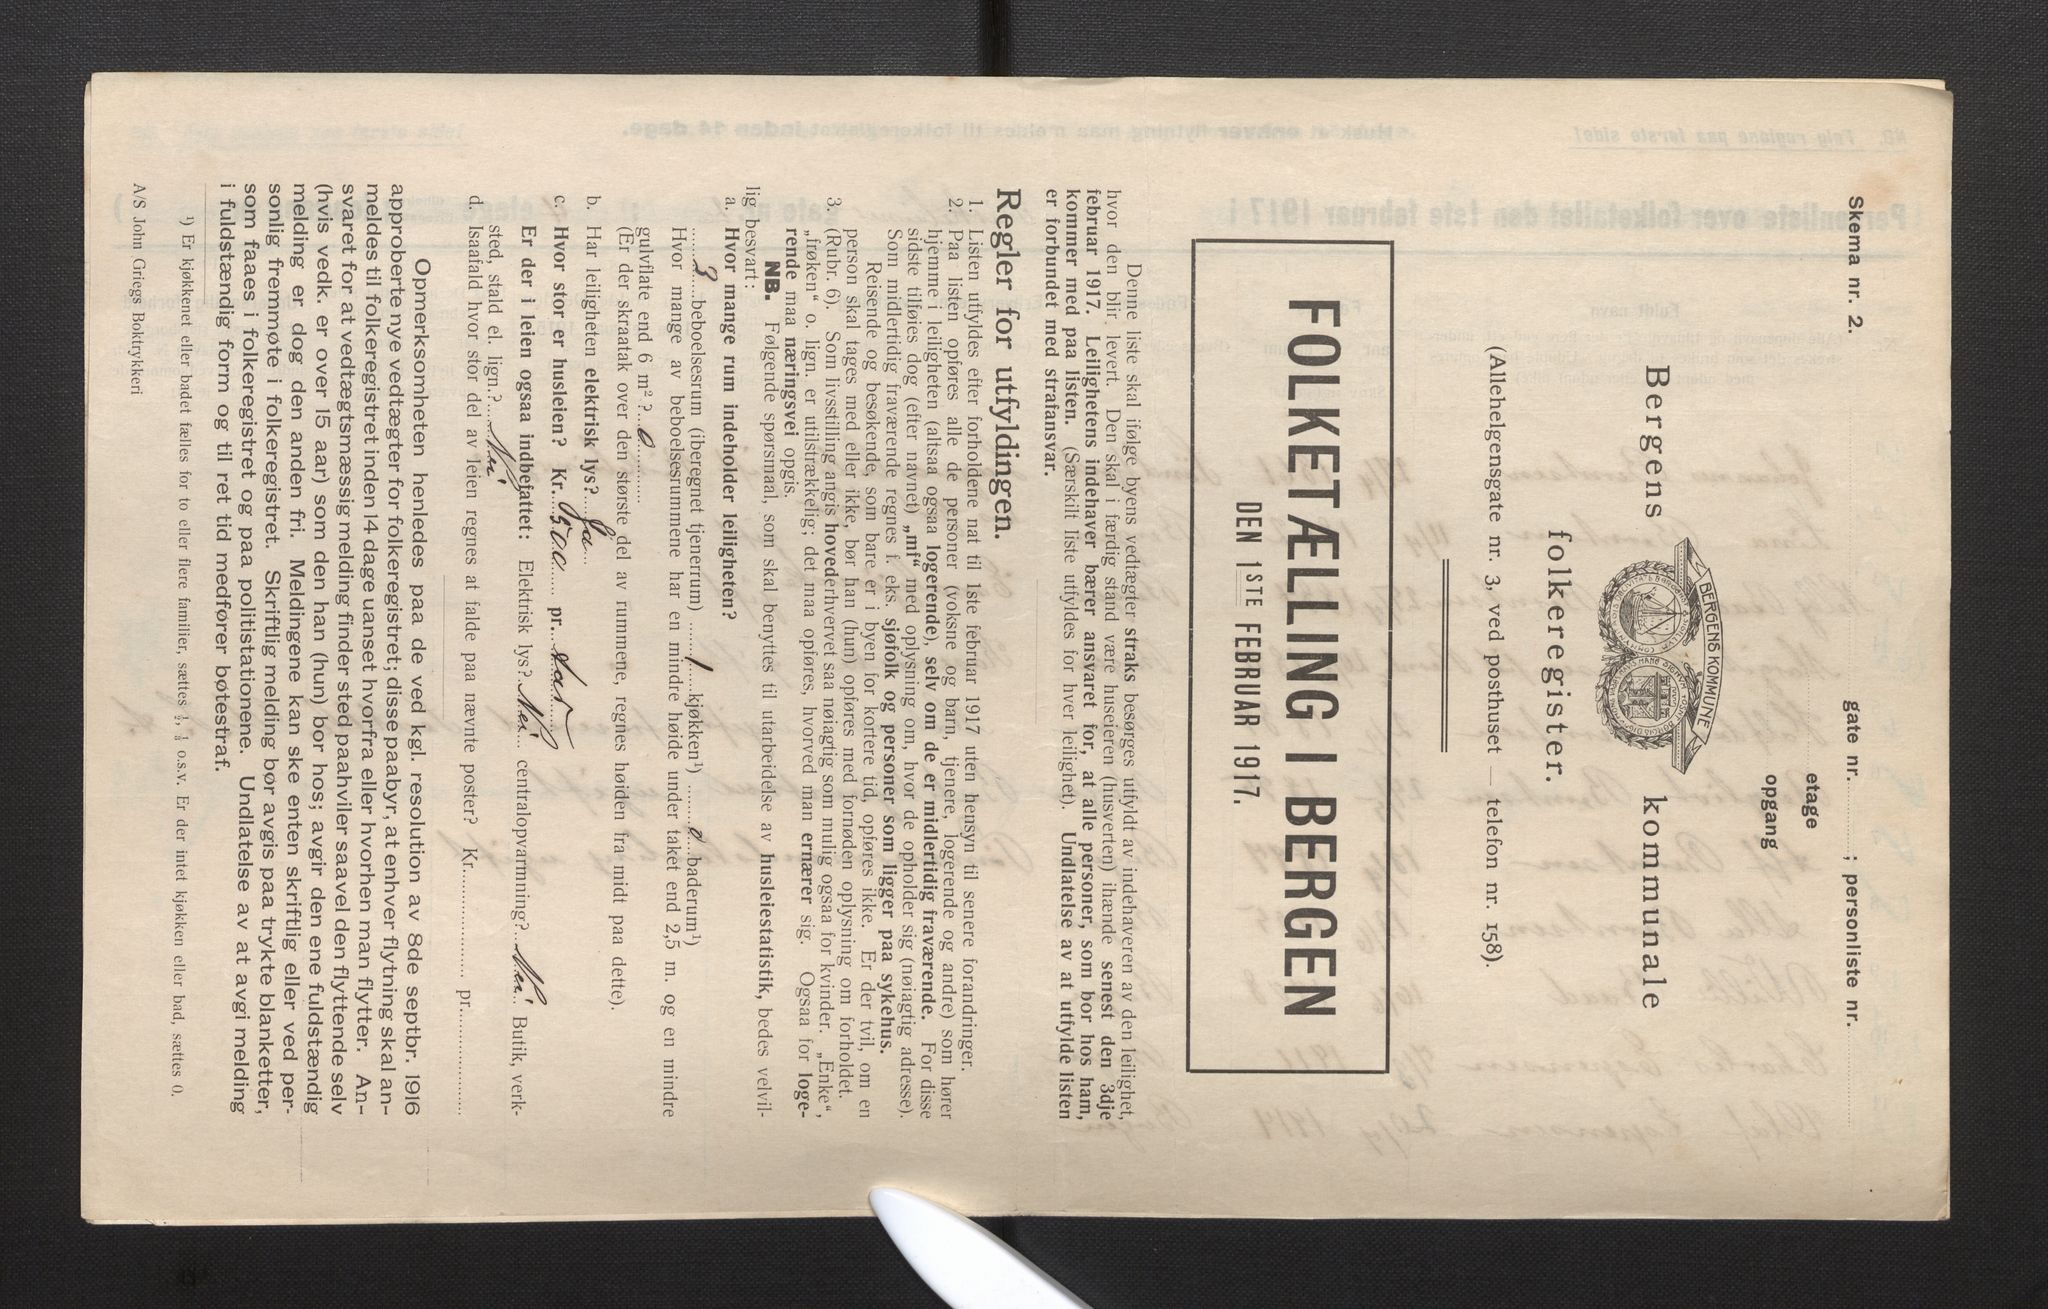 Skema nr. 2.
gate nr. ; personliste nr.
etage
opgang
BERGENS KOMMUNE
Bergens kommunale
folkeregister.
(Allehelgensgate nr. 3, ved posthuset — telefon nr. 158).
FOLKETÆLLING I BERGEN
DEN 1STE FEBRUAR 1917.
Denne liste skal ifølge byens vedtægter straks besørges utfyldt av indehaveren av den leilighet,
hvor den blir levert. Den skal i færdig stand være huseieren (husverten) ihænde senest den 3dje
februar 1917. Leilighetens indehaver bærer ansvaret for, at alle personer, som bor hos ham,
kommer med paa listen. (Særskilt liste utfyldes for hver leilighet). Undlatelse av at utfylde listen
er forbundet med strafansvar.
Regler for utfyldingen.
1. Listen utfyldes efter forholdene nat til 1ste februar 1917 uten hensyn til senere forandringer.
2. Paa listen opføres alle de personer (voksne og barn, tjenere, logerende og andre) som hører
hjemme i leiligheten (altsaa ogsaa logerende), selv om de er midlertidig fraværende. For disse
sidste tilføies dog (efter navnet) „mf“ med oplysning om, hvor de opholder sig (nøiagtig adresse).
Som midlertidig fraværende regnes f. eks. sjøfolk og personer som ligger paa sykehus.
Reisende og besøkende, som bare er i byen for kortere tid, opføres ikke. Er der tvil, om en
person skal tages med eller ikke, bør han (hun) opføres med fornøden oplysning om forholdet.
3. (Rubr. 6). Som livsstilling angis hovederhvervet saa nøiagtig som mulig ogsaa for kvinder. „Enke“,
„frøken“ o. lign. er utilstrækkelig; det maa opføres, hvorved man ernærer sig. Ogsaa for loge-
rende maa næringsvei opgis.
NB. Følgende spørsmaal, som skal benyttes til utarbeidelse av husleiestatistik, bedes velvil-
lig besvart:
a. Hvor mange rum indeholder leiligheten?
3 beboelsesrum (iberegnet tjenerrum) 1 kjøkken¹) 0 baderum¹)
Hvor mange av beboelsesrummene har en mindre høide under taket end 2,5 m. og en mindre
gulvflate end 6 m²? 0
(Er der skraatak over den største del av rummene, regnes høiden fra midt paa dette).
b. Har leiligheten elektrisk lys? Ja
c. Hvor stor er husleien? Kr. 500 pr. aar
Er der i leien ogsaa indbefattet: Elektrisk lys? Nei centralopvarmning? Nei Butik, verk-
sted, stald el. lign.? Nei
d. Isaafald hvor stor del av leien regnes at falde paa nævnte poster? Kr. pr.
Opmerksomheten henledes paa de ved kgl. resolution av 8de septbr. 1916
approberte nye vedtægter for folkeregistret; disse paabyr, at enhver flytning skal an-
meldes til folkeregistret inden 14 dage uanset hvorfra eller hvorhen man flytter. An-
svaret for at vedtægtsmæssig melding finder sted paahviler saavel den flyttende selv
(hvis vedk. er over 15 aar) som den han (hun) bor hos; avgir den ene fuldstændig
melding er dog den anden fri. Meldingene kan ske enten skriftlig eller ved per-
sonlig fremmøte i folkeregistret. Skriftlig melding bør avgis paa trykte blanketter,
som faaes i folkeregistret og paa politistationene. Undlatelse av at avgi melding
i fuldstændig form og til ret tid medfører bøtestraf.
¹) Er kjøkkenet eller badet fælles for to eller flere familier, sættes ½, ⅓ o.s.v. Er der intet kjøkken eller bad, sættes 0.
A/S John Griegs Boktrykkeri